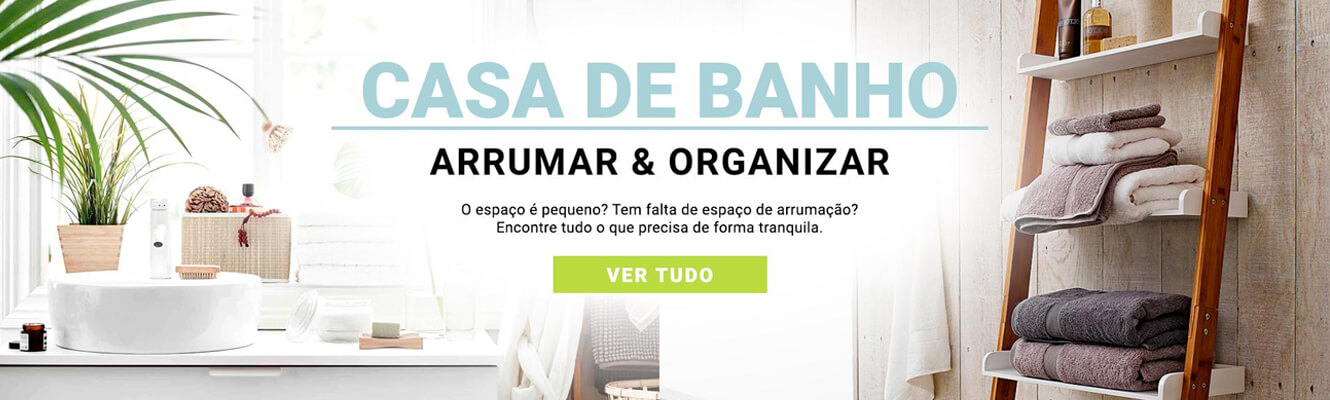 CASA DE BANHO
ARRUMAR & ORGANIZAR
O espaço é pequeno? Tem falta de espaço de arrumação?
Encontre tudo o que precisa de forma tranquila.
VER TUDO